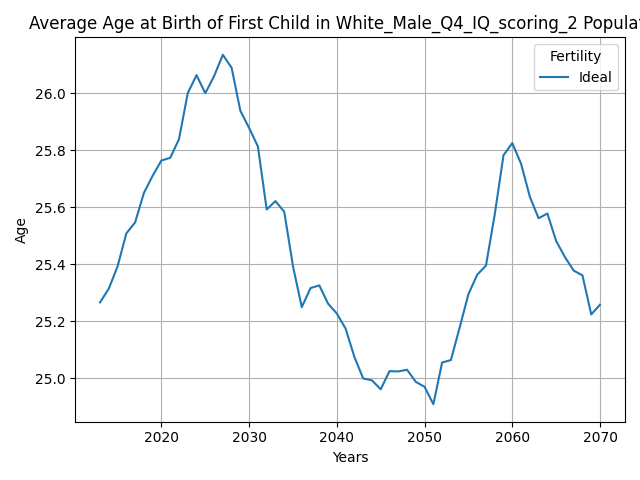 Average Age at Birth of First Child in White_Male_Q4_IQ_scoring_2
Fertility
Ideal
26.0
25.8
25.6
25.4
25.2
25.0
Age
2020 2030 2040 2050 2060 2070
Years